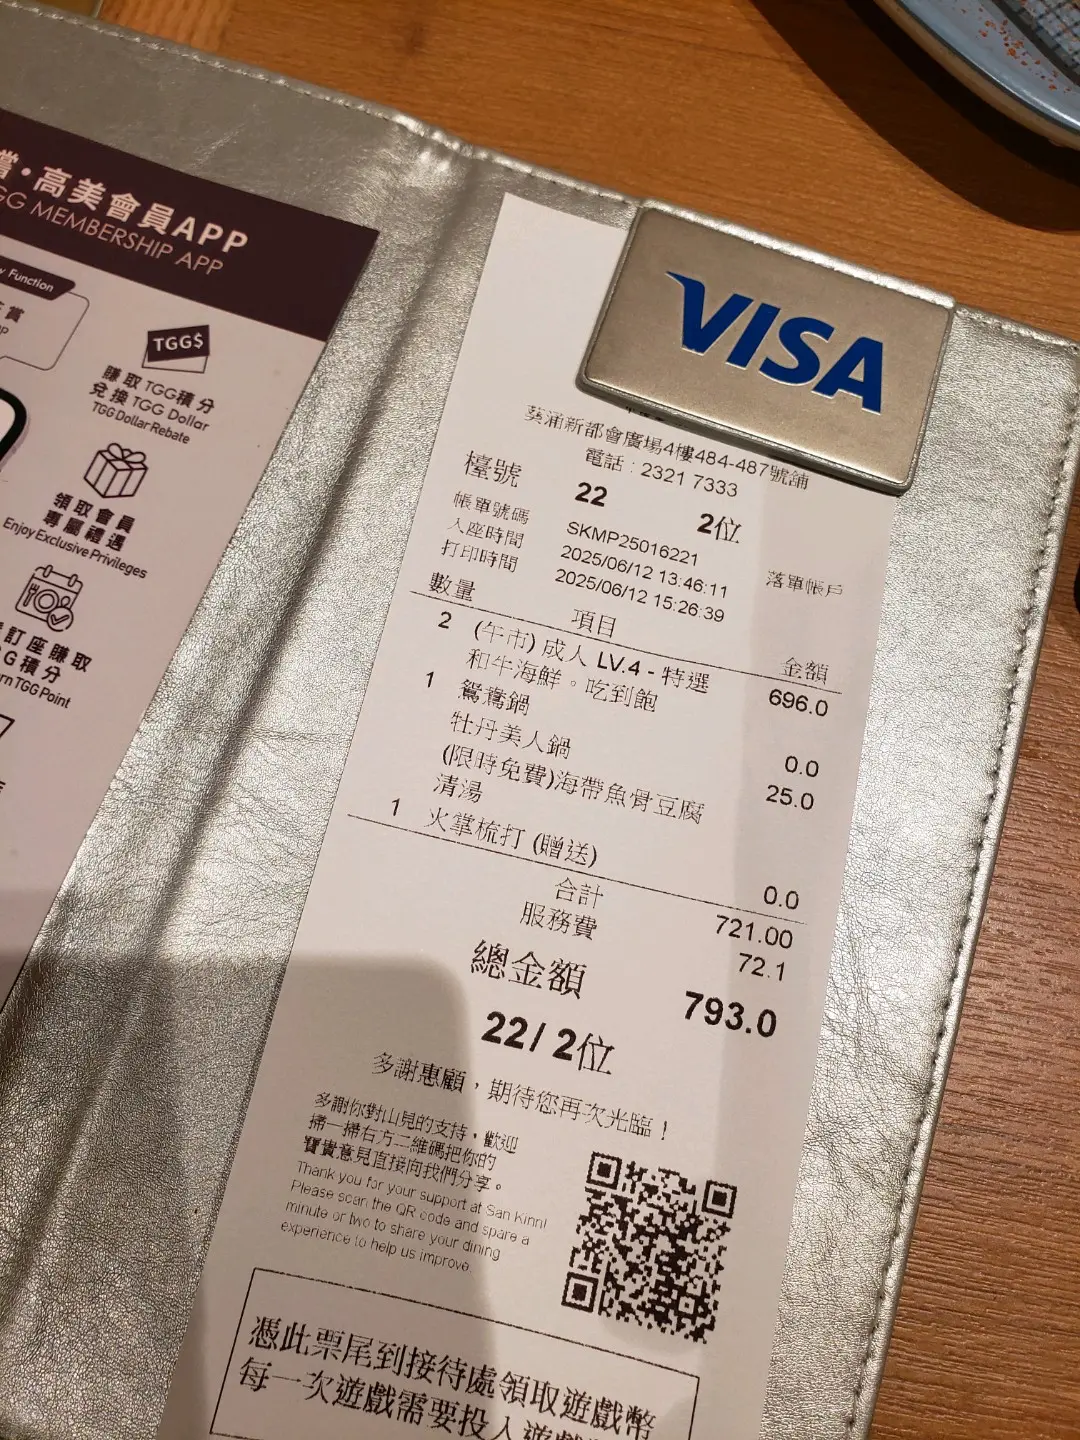 嚐・高美會員APP
GG MEMBERSHIP APP
Function
賞
TGG$
賺取TGG積分
兌換TGG Dollar
TGG Dollar Rebate
領取會員
專屬禮遇
Enjoy Exclusive Privileges
訂座賺取
G積分
rn TGG Point
VISA
葵涌新都會廣場4樓484-487號舖
電話 : 2321 7333
檯號 22 2位
帳單號碼 SKMP25016221 落單帳戶
入座時間 2025/06/12 13:46:11
打印時間 2025/06/12 15:26:39
數量 項目 金額
2 (午市) 成人 LV.4 - 特選 696.0
和牛海鮮。吃到飽
1 鴛鴦鍋 0.0
牡丹美人鍋 25.0
(限時免費)海帶魚骨豆腐
清湯
1 火掌梳打 (贈送) 0.0
合計 721.00
服務費 72.1
總金額 793.0
22/ 2位
多謝惠顧，期待您再次光臨！
多謝你對山見的支持，歡迎
掃一掃右方二維碼把你的
寶貴意見直接向我們分享。
Thank you for your support at San Kinn!
Please scan the QR code and spare a
minute or two to share your dining
experience to help us improve.
憑此票尾到接待處領取遊戲幣
每一次遊戲需要投入遊戲